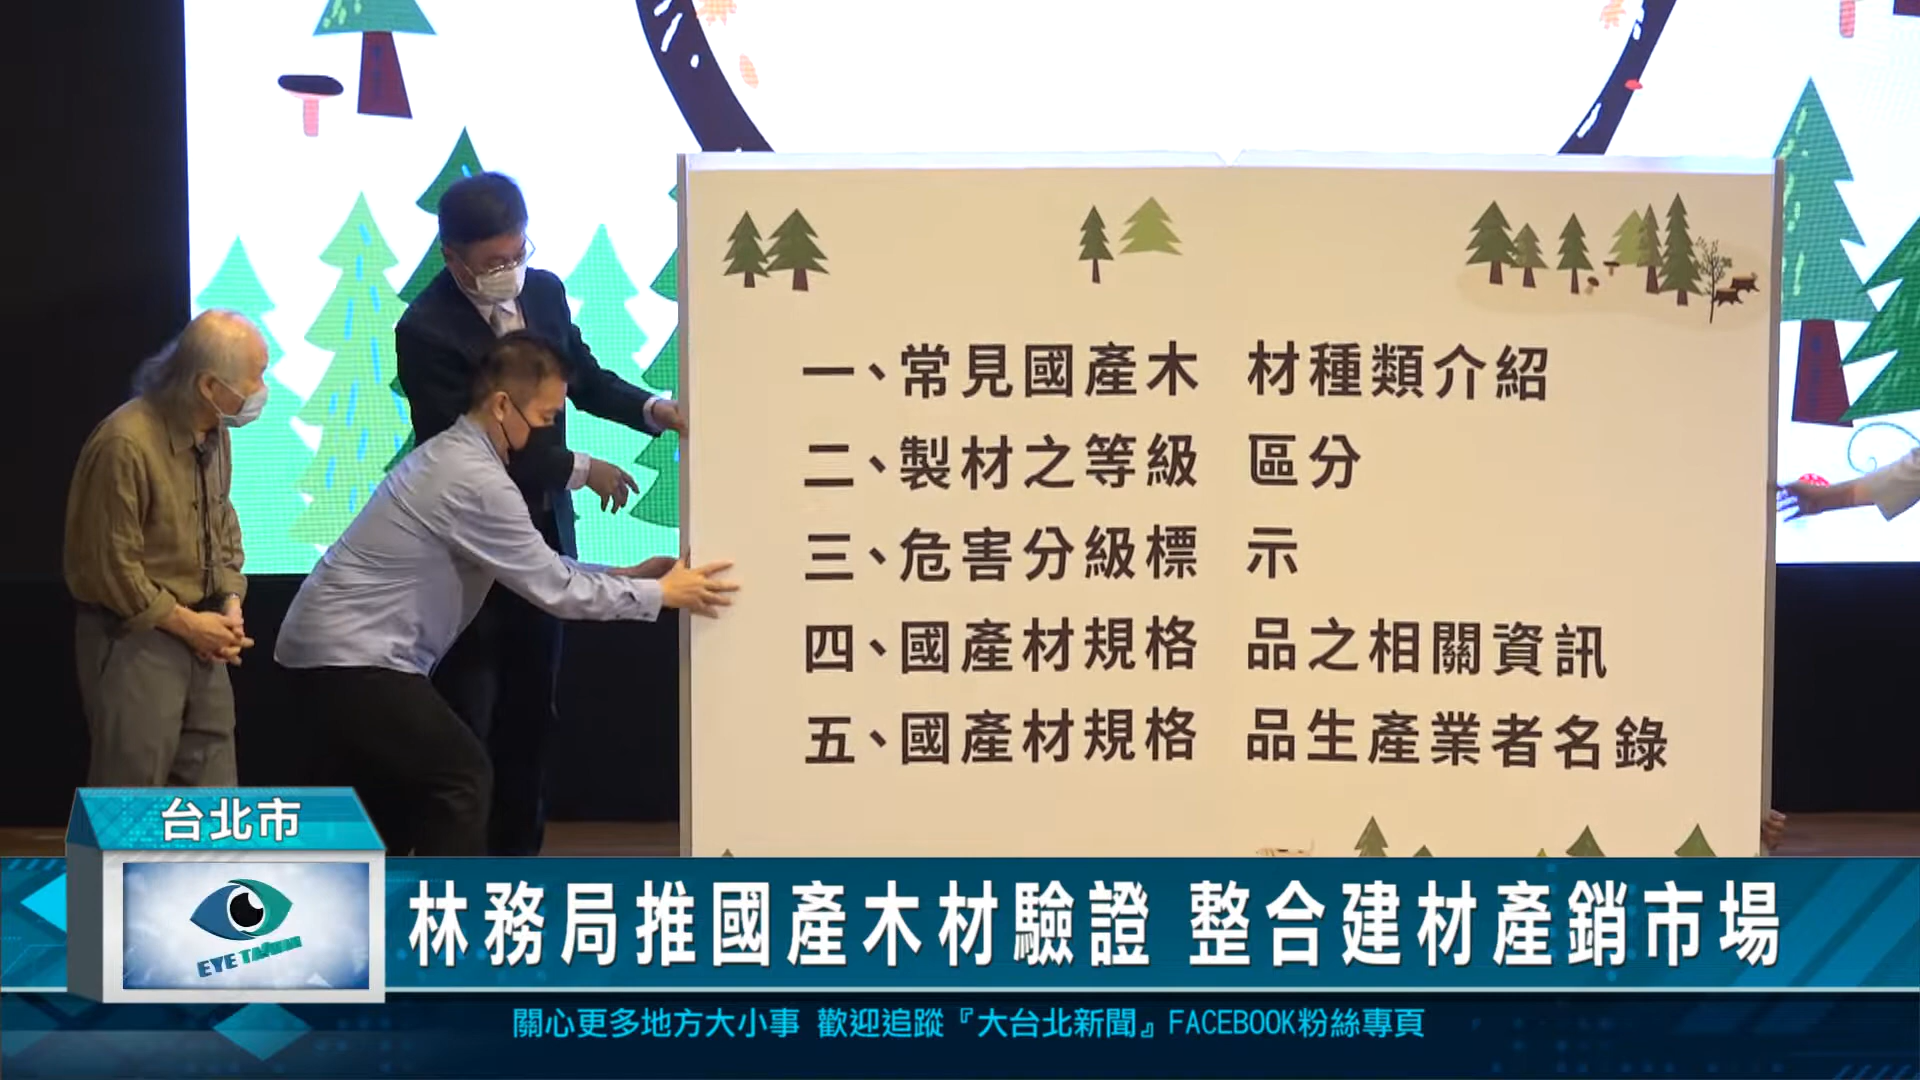 一、常見國產木 材種類介紹
二、製材之等級 區分
三、危害分級標 示
四、國產材規格 品之相關資訊
五、國產材規格 品生產業者名錄
台北市
EYE TAIWAN
林務局推國產木材驗證 整合建材產銷市場
關心更多地方大小事 歡迎追蹤『大台北新聞』FACEBOOK粉絲專頁